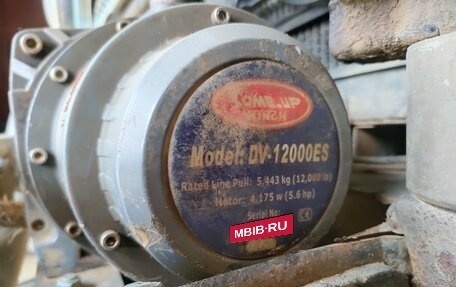 COME.UP
WINCH
Model: DV-12000ES
Rated Line Pull: 5,443 kg (12,000 lb)
Motor: 4,175 w (5.6 hp)
Serial No:
CE
MBIB-RU